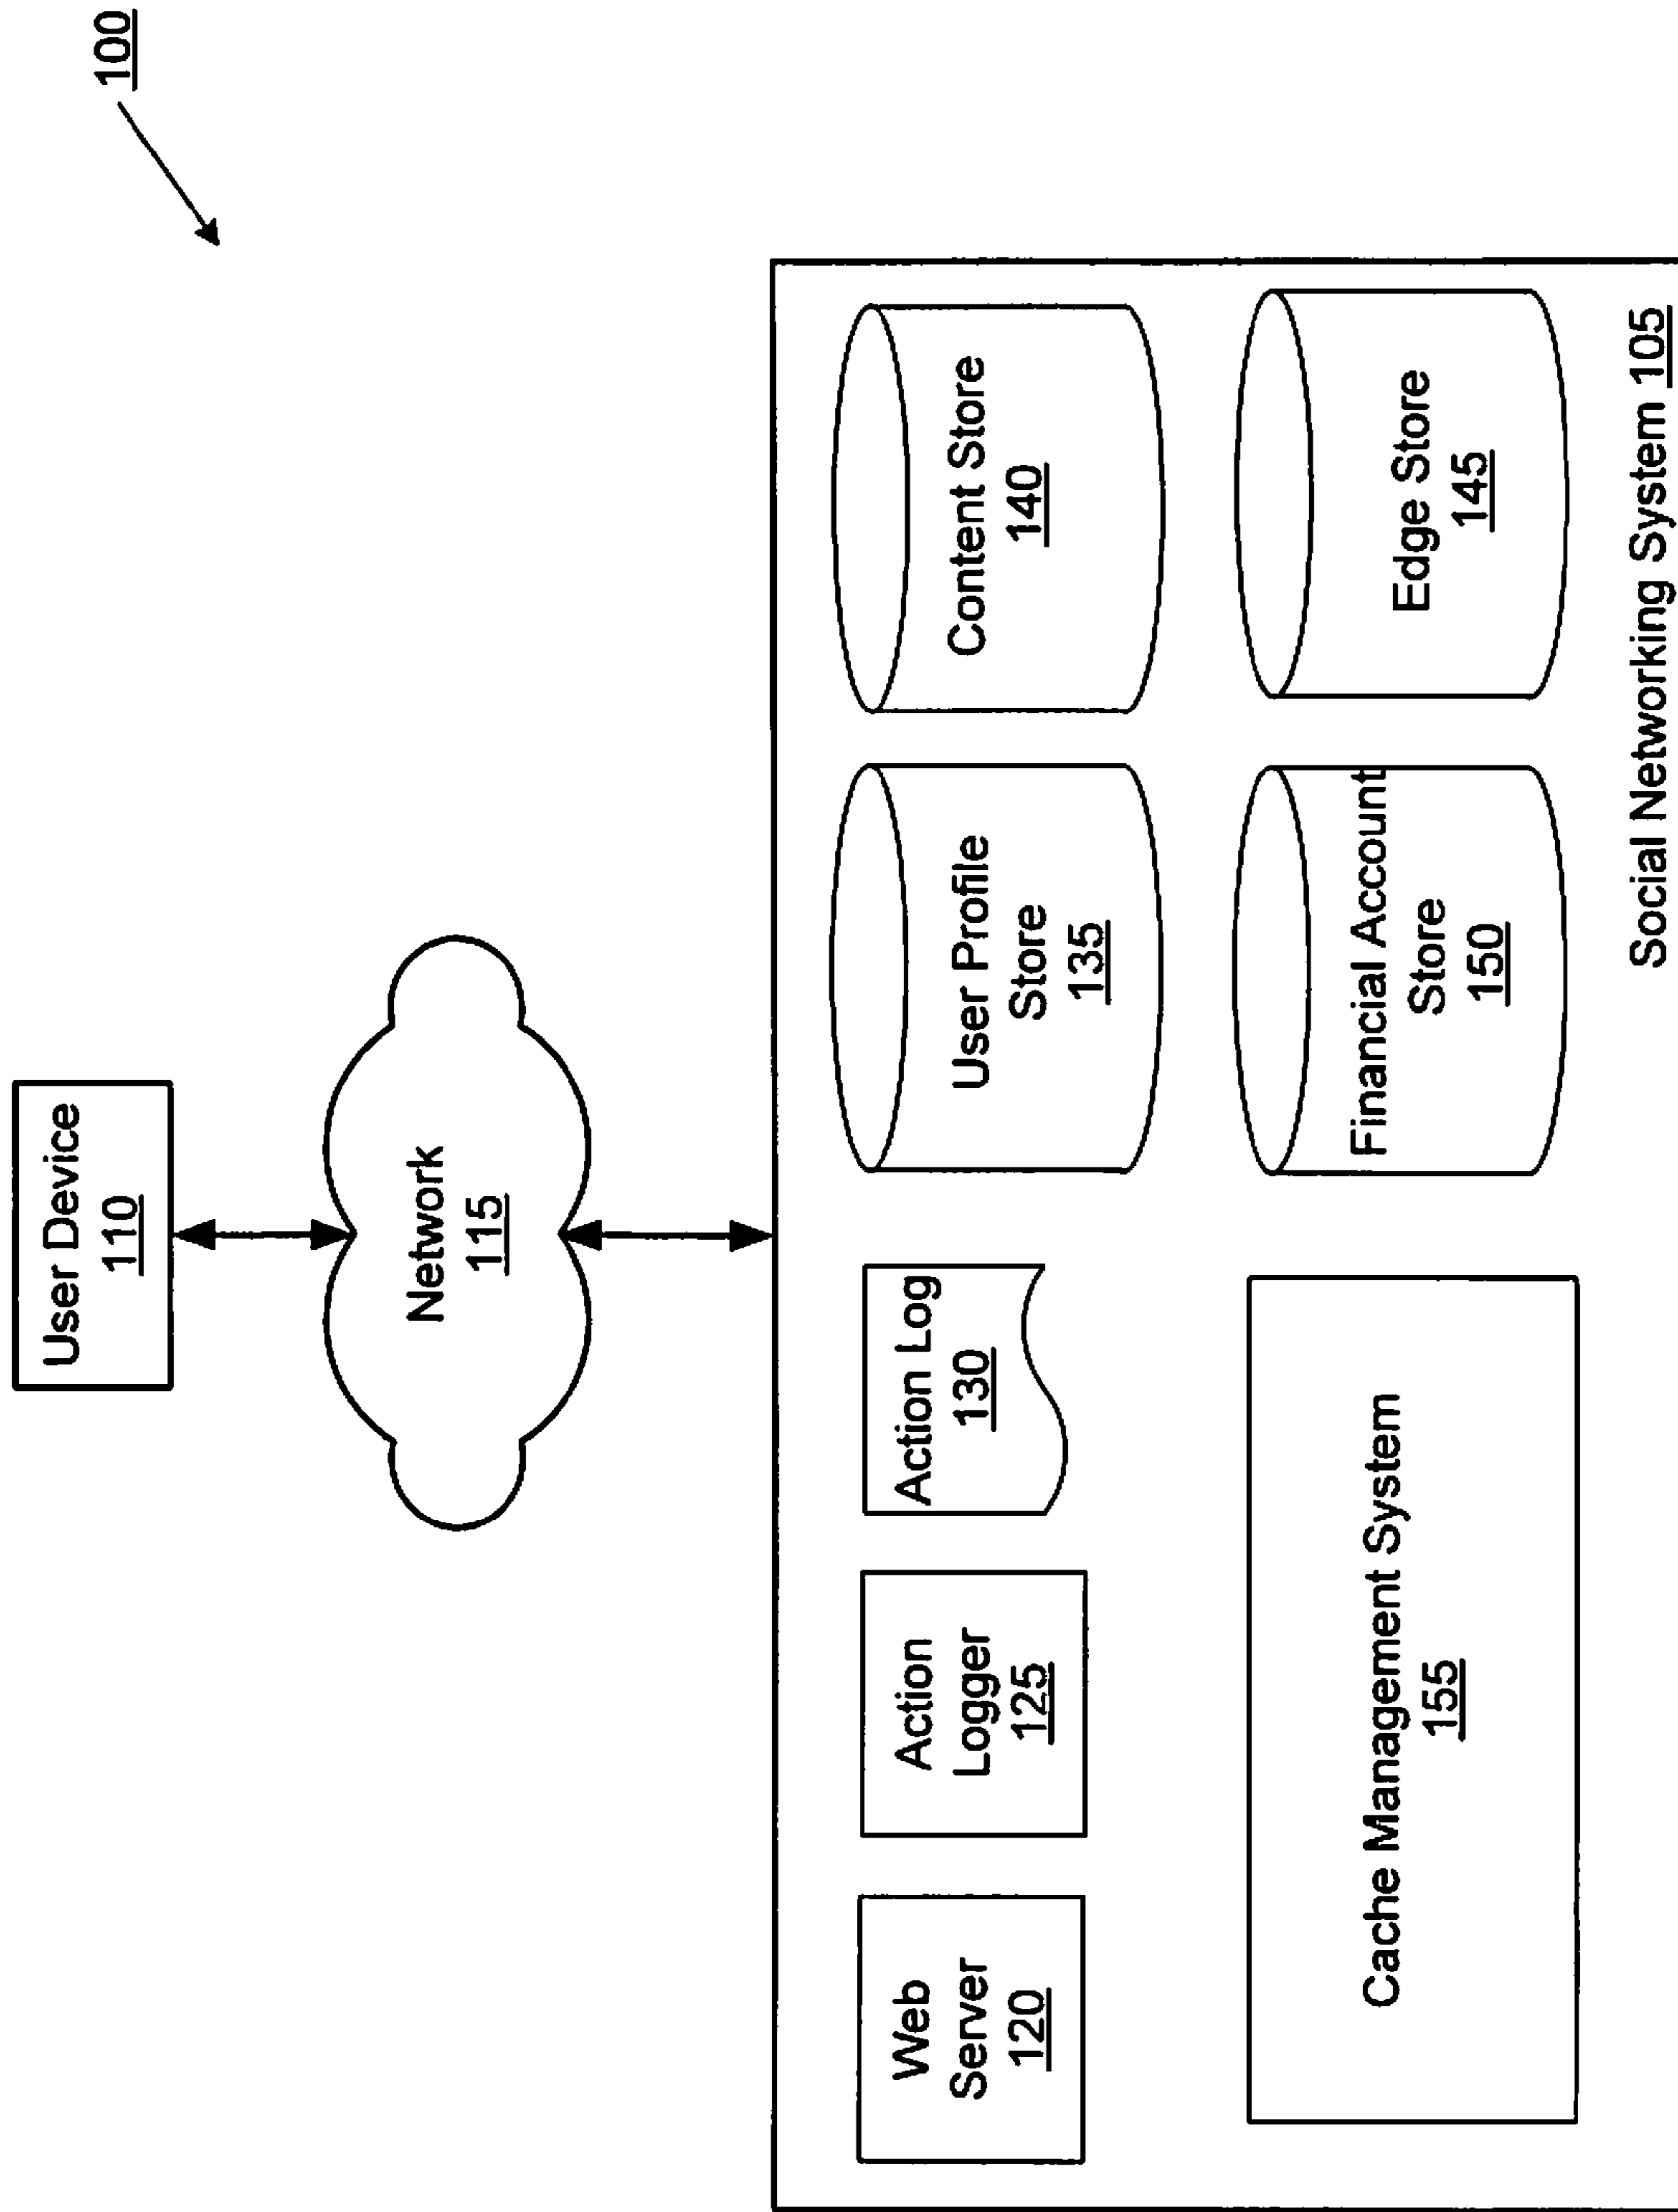 100
User Device
110
Network
115
Web
Server
120
Action
Logger
125
Action Log
130
User Profile
Store
135
Content Store
140
Cache Management System
155
Financial Account
Store
150
Edge Store
145
Social Networking System 105